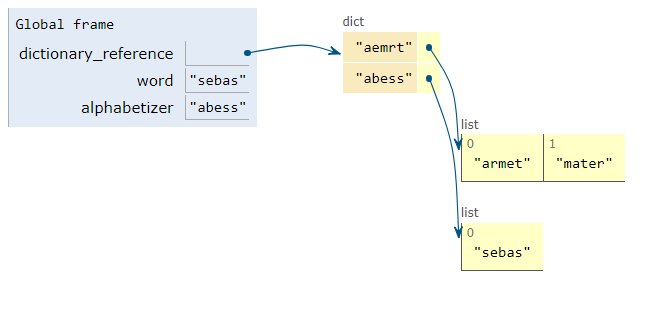 Global frame
dictionary_reference
word "sebas"
alphabetizer "abess"
dict
"aemrt"
"abess"
list
0 1
"armet" "mater"
list
0
"sebas"